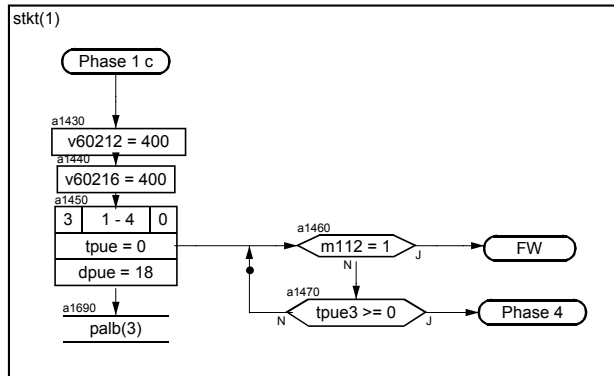 stkt(1)
Phase 1 c
a1430
v60212 = 400
a1440
v60216 = 400
a1450
3 1 - 4 0
tpue = 0
dpue = 18
a1460
m112 = 1
N
J
FW
a1470
tpue3 >= 0
N
J
Phase 4
a1690
palb(3)